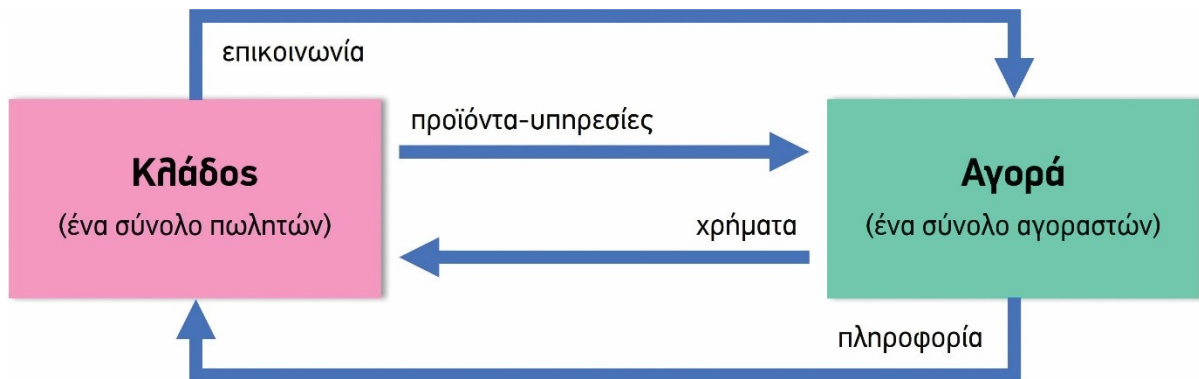 επικοινωνία
προϊόντα-υπηρεσίες
Κλάδος
(ένα σύνολο πωλητών)
Αγορά
(ένα σύνολο αγοραστών)
χρήματα
πληροφορία